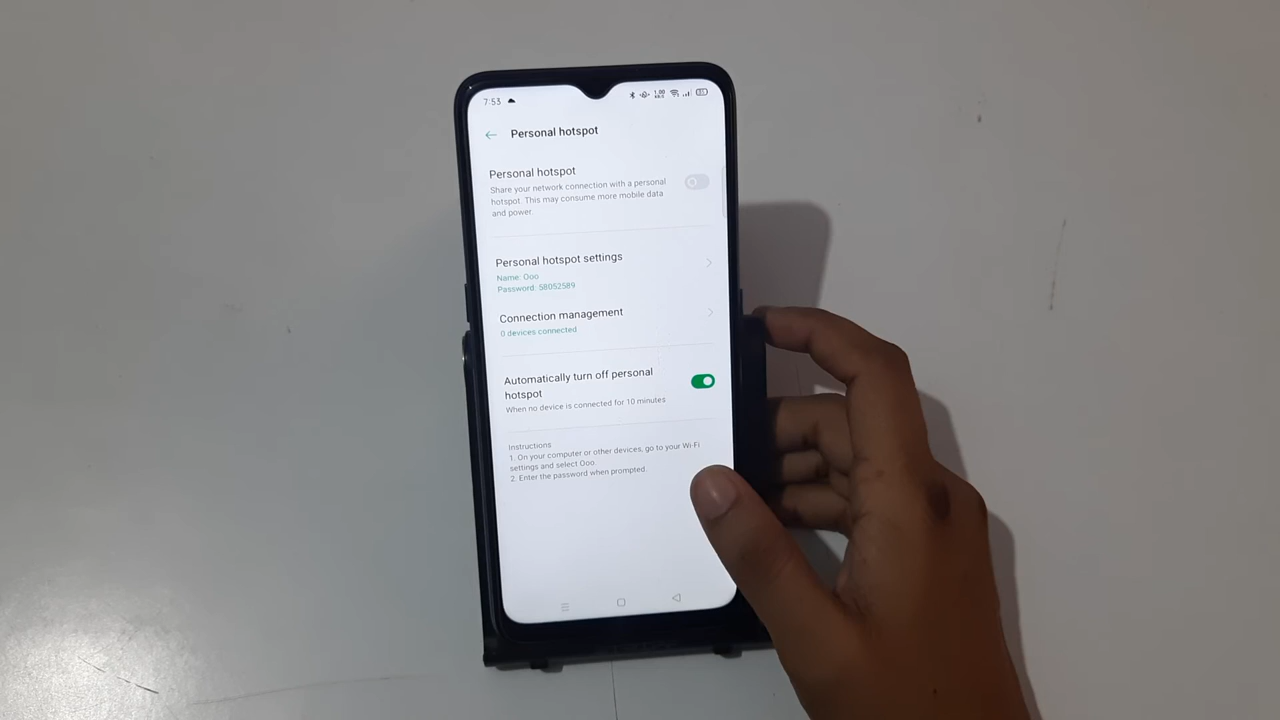 7:53
Personal hotspot
Personal hotspot
Share your network connection with a personal
hotspot. This may consume more mobile data
and power.
Personal hotspot settings
Name: Ooo
Password: 58052589
Connection management
0 devices connected
Automatically turn off personal
hotspot
When no device is connected for 10 minutes
Instructions
1. On your computer or other devices, go to your Wi-Fi
settings and select Ooo.
2. Enter the password when prompted.